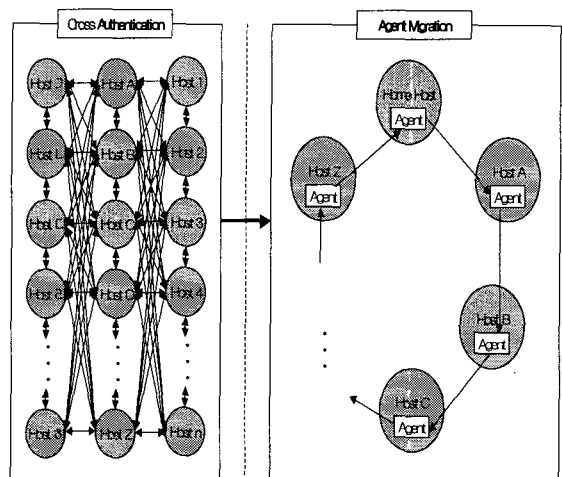 Cross Authentication
Agent Migration
Host A
Host 1
Host B
Host 2
Host C
Host 3
Host 4
Host Z
Host n
Home Host
Agent
Host A
Agent
Host B
Agent
Host C
Agent
Host Z
Agent